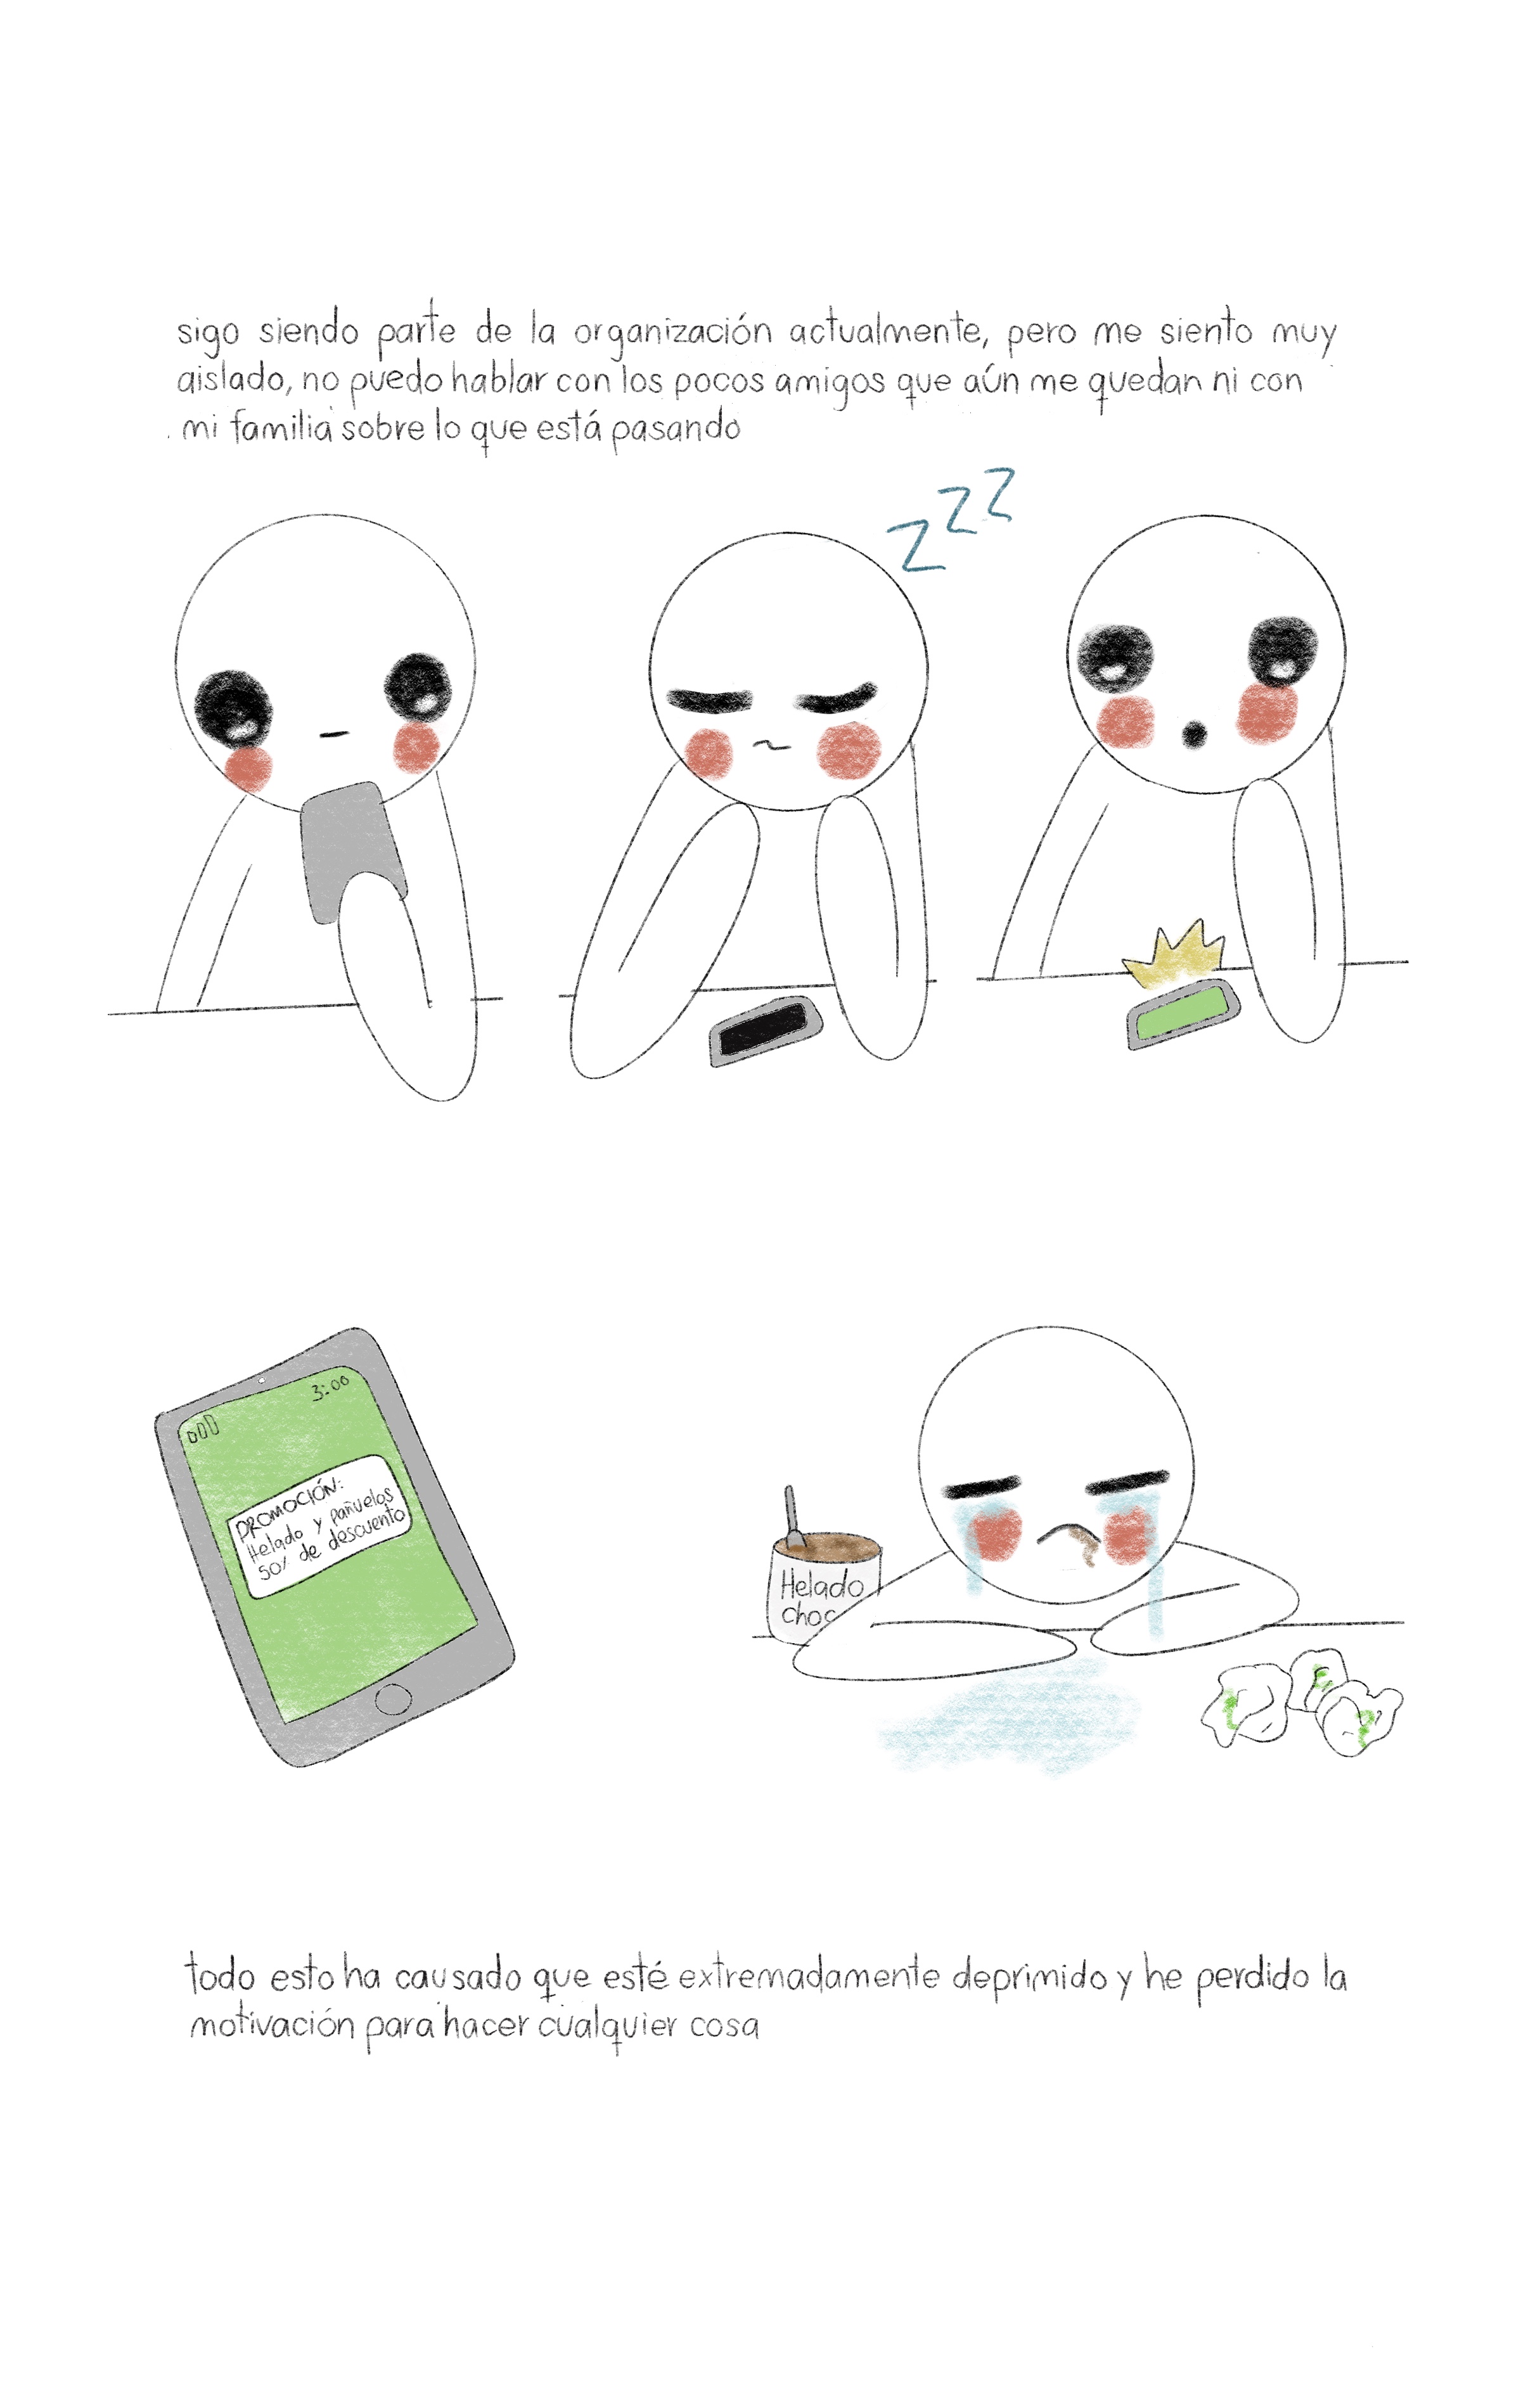 sigo siendo parte de la organización actualmente, pero me siento muy
aislado, no puedo hablar con los pocos amigos que aún me quedan ni con
mi familia sobre lo que está pasando
zzz
3:00
PROMOCIÓN:
Helado y pañuelos
50% de descuento
Helado
choc
todo esto ha causado que esté extremadamente deprimido y he perdido la
motivación para hacer cualquier cosa